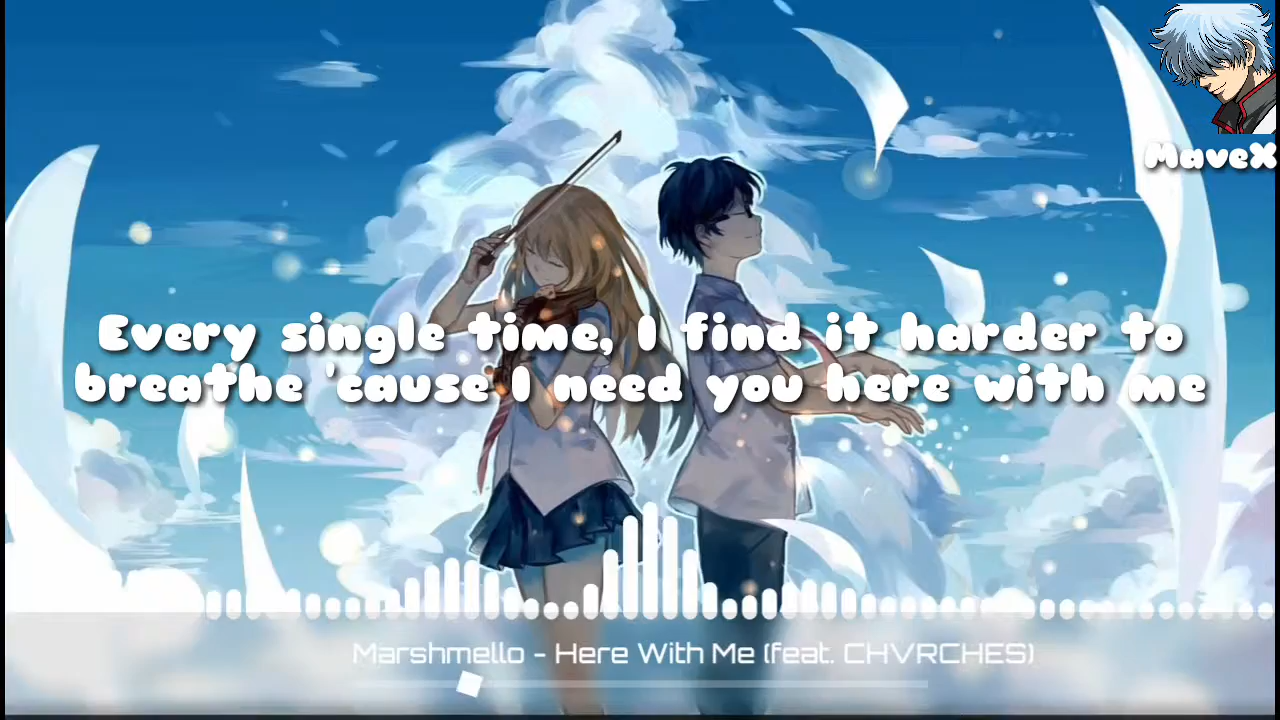 MaveX
Every single time, I find it harder to
breathe 'cause I need you here with me
Marshmello - Here With Me (feat. CHVRCHES)